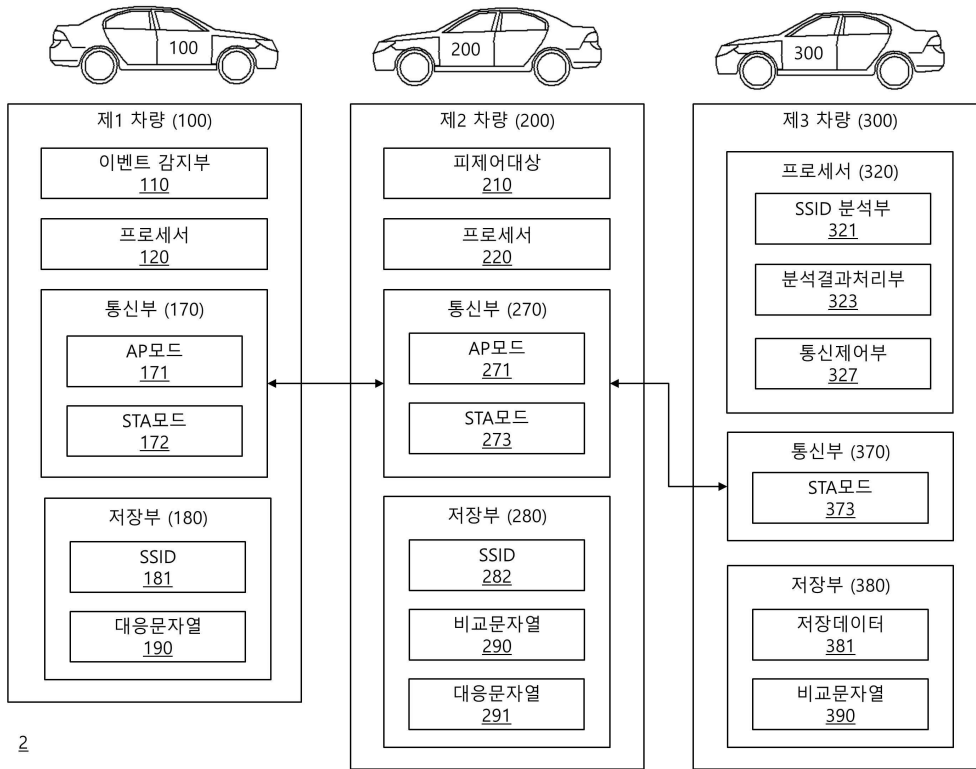 100
200
300
제1 차량 (100)
이벤트 감지부
110
프로세서
120
통신부 (170)
AP모드
171
STA모드
172
저장부 (180)
SSID
181
대응문자열
190
제2 차량 (200)
피제어대상
210
프로세서
220
통신부 (270)
AP모드
271
STA모드
273
저장부 (280)
SSID
282
비교문자열
290
대응문자열
291
제3 차량 (300)
프로세서 (320)
SSID 분석부
321
분석결과처리부
323
통신제어부
327
통신부 (370)
STA모드
373
저장부 (380)
저장데이터
381
비교문자열
390
2